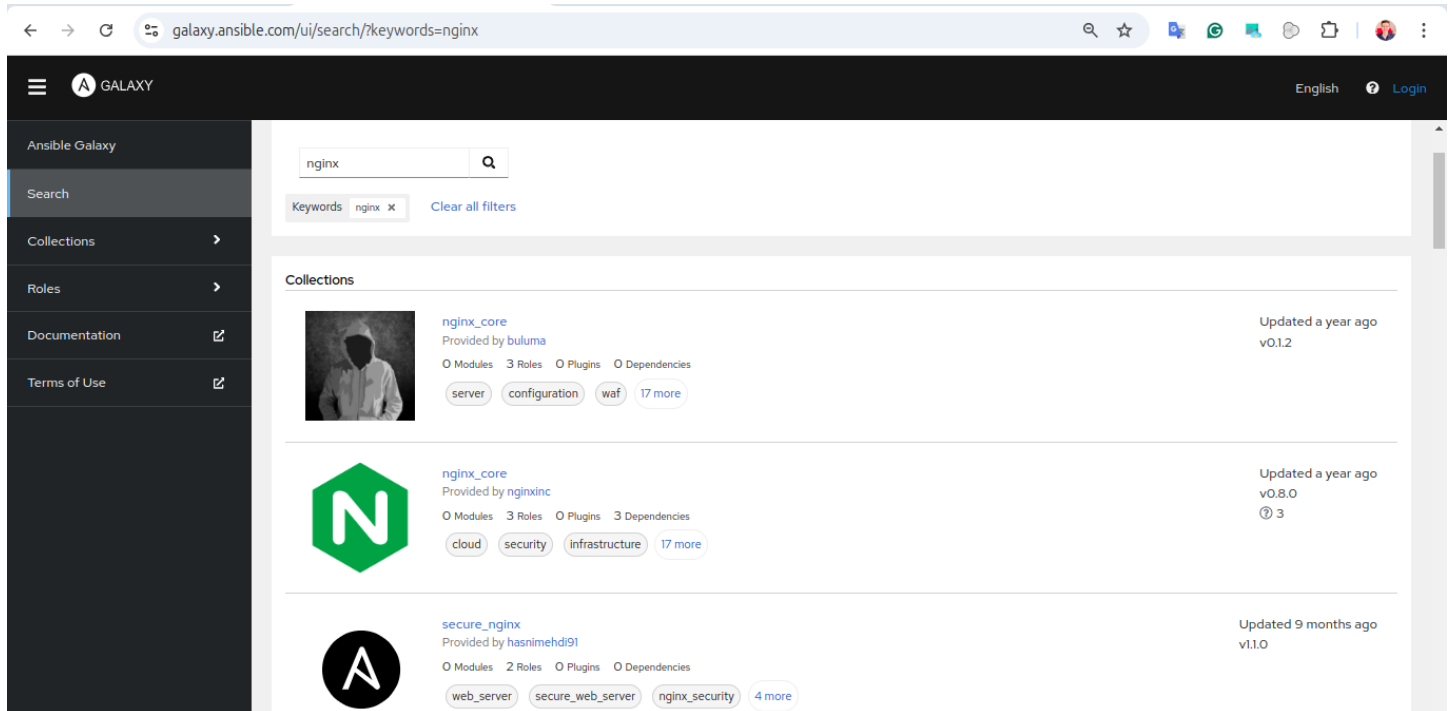 galaxy.ansible.com/ui/search/?keywords=nginx
A GALAXY
English
Login
Ansible Galaxy
Search
Collections
Roles
Documentation
Terms of Use
nginx
Keywords nginx
Clear all filters
Collections
nginx_core
Provided by buluma
0 Modules 3 Roles 0 Plugins 0 Dependencies
server configuration waf 17 more
Updated a year ago
v0.1.2
N
nginx_core
Provided by nginxinc
0 Modules 3 Roles 0 Plugins 3 Dependencies
cloud security infrastructure 17 more
Updated a year ago
v0.8.0
3
A
secure_nginx
Provided by hasnimehdi91
0 Modules 2 Roles 0 Plugins 0 Dependencies
web_server secure_web_server nginx_security 4 more
Updated 9 months ago
v1.1.0